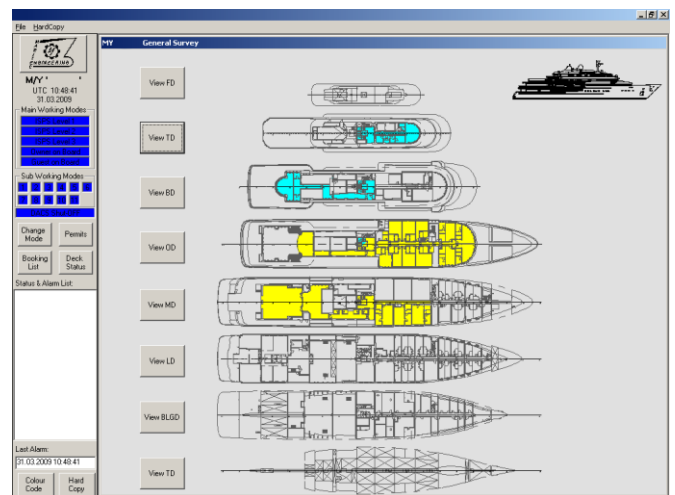 File HardCopy
ENGINEERING
M/Y ' '
UTC 10:48:41
31.03.2009
Main Working Modes
Sub Working Modes
Change Mode
Permits
Booking List
Deck Status
Status & Alarm List:
Last Alarm:
31.03.2009 10:48:41
Colour Code
Hard Copy
MY General Survey
View FD
View TD
View BD
View OD
View MD
View LD
View BLGD
View TD